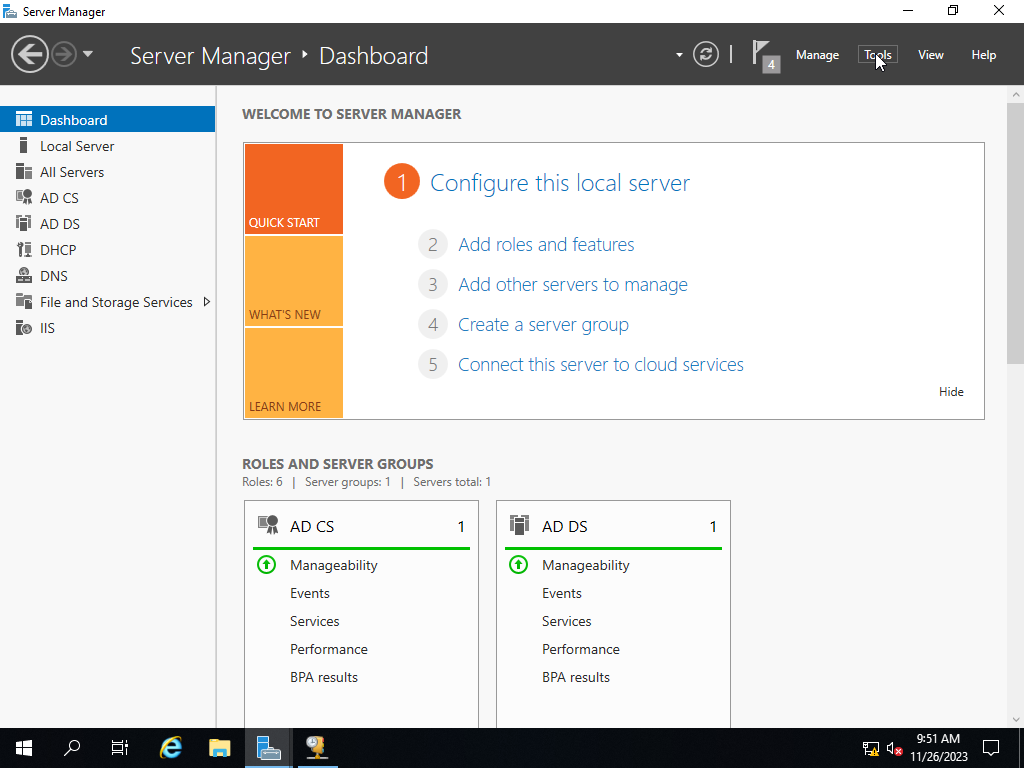 Server Manager
Server Manager ‣ Dashboard
4
Manage
Tools
View
Help
Dashboard
Local Server
All Servers
AD CS
AD DS
DHCP
DNS
File and Storage Services
IIS
WELCOME TO SERVER MANAGER
QUICK START
WHAT'S NEW
LEARN MORE
1 Configure this local server
2 Add roles and features
3 Add other servers to manage
4 Create a server group
5 Connect this server to cloud services
Hide
ROLES AND SERVER GROUPS
Roles: 6 | Server groups: 1 | Servers total: 1
AD CS 1
Manageability
Events
Services
Performance
BPA results
AD DS 1
Manageability
Events
Services
Performance
BPA results
9:51 AM
11/26/2023